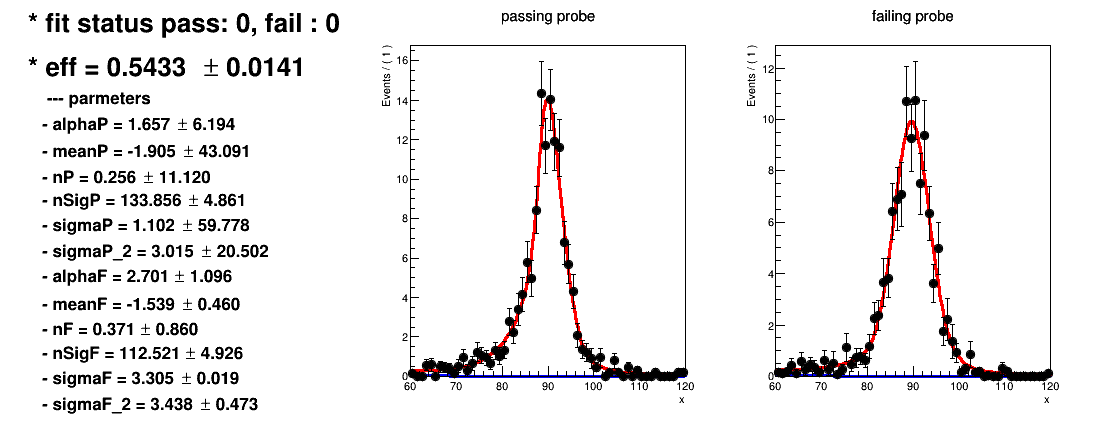 * fit status pass: 0, fail : 0
* eff = 0.5433 ± 0.0141
--- parmeters
- alphaP = 1.657 ± 6.194
- meanP = -1.905 ± 43.091
- nP = 0.256 ± 11.120
- nSigP = 133.856 ± 4.861
- sigmaP = 1.102 ± 59.778
- sigmaP_2 = 3.015 ± 20.502
- alphaF = 2.701 ± 1.096
- meanF = -1.539 ± 0.460
- nF = 0.371 ± 0.860
- nSigF = 112.521 ± 4.926
- sigmaF = 3.305 ± 0.019
- sigmaF_2 = 3.438 ± 0.473
passing probe
Events / ( 1 )
16
14
12
10
8
6
4
2
0
60 70 80 90 100 110 120
x
failing probe
Events / ( 1 )
12
10
8
6
4
2
0
60 70 80 90 100 110 120
x